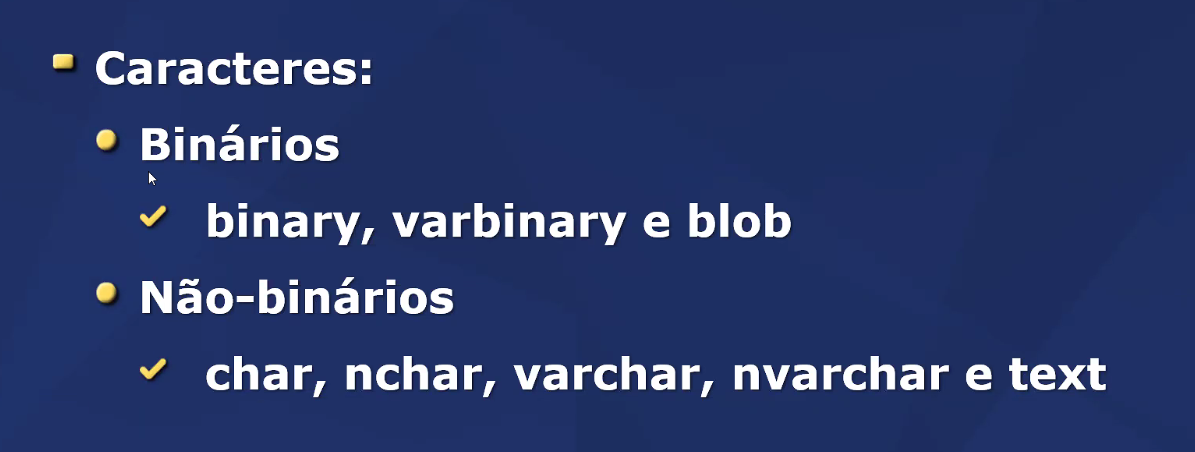 Caracteres:
Binários
binary, varbinary e blob
Não-binários
char, nchar, varchar, nvarchar e text